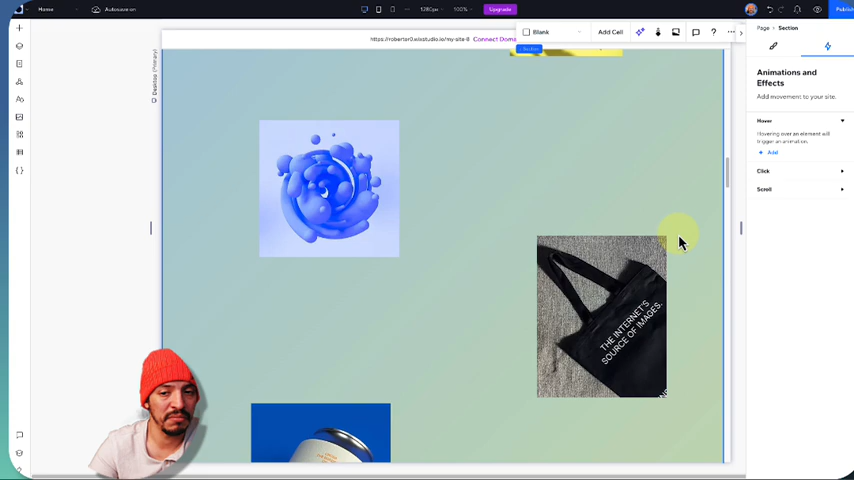 Home
Autosave on
1280px
100%
Upgrade
Publish
https://roberter0.wixstudio.io/my-site-8 Connect Doma
Blank
Add Cell
Section
Desktop (Primary)
Page
Section
Animations and
Effects
Add movement to your site.
Hover
Hovering over an element will
trigger an animation.
+ Add
Click
Scroll
THE INTERNET'S
SOURCE OF IMAGES.